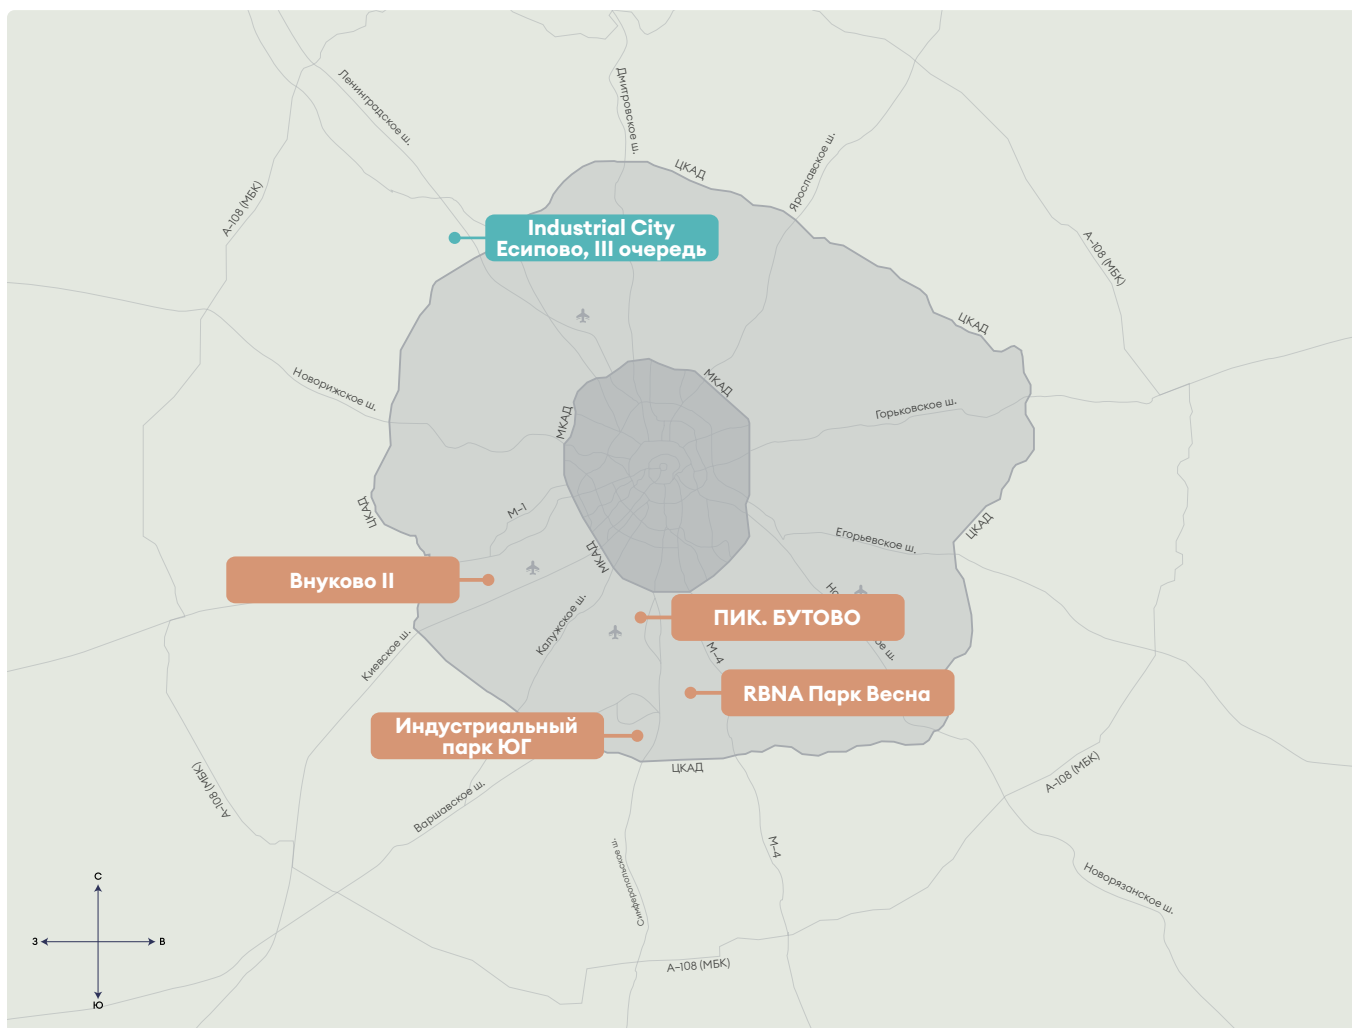 Ленинградское ш.
Дмитровское ш.
ЦКАД
Ярославское ш.
А-108 (МБК)
Industrial City
Есипово, III очередь
А-108 (МБК)
ЦКАД
Новорижское ш.
МКАД
МКАД
Горьковское ш.
ЦКАД
М-1
ЦКАД
Егорьевское ш.
МКАД
Внуково II
Но
ПИК. БУТОВО
Калужское ш.
Киевское ш.
М-4
ое ш.
RBNA Парк Весна
Индустриальный
парк ЮГ
ЦКАД
А-108 (МБК)
Варшавское ш.
А-108 (МБК)
М-4
Симферопольское ш.
Новорязанское ш.
С
З
В
Ю
А-108 (МБК)